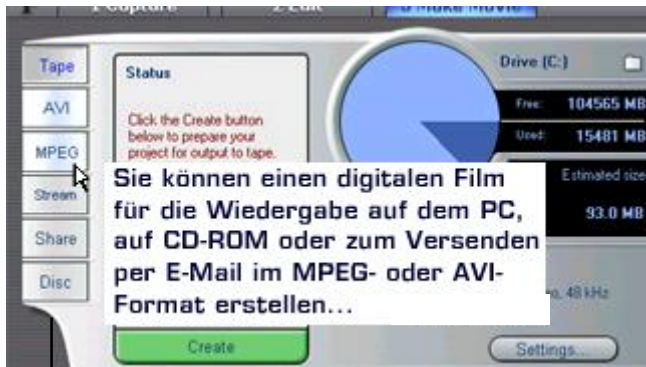 1 Capture
2 Edit
3 Make Movie
Tape
AVI
MPEG
Stream
Share
Disc
Status
Click the Create button
below to prepare your
project for output to tape.
Drive (C:)
Free: 104565 MB
Used: 15481 MB
Estimated size
93.0 MB
Sie können einen digitalen Film
für die Wiedergabe auf dem PC,
auf CD-ROM oder zum Versenden
per E-Mail im MPEG- oder AVI-
Format erstellen...
48 kHz
Create
Settings...